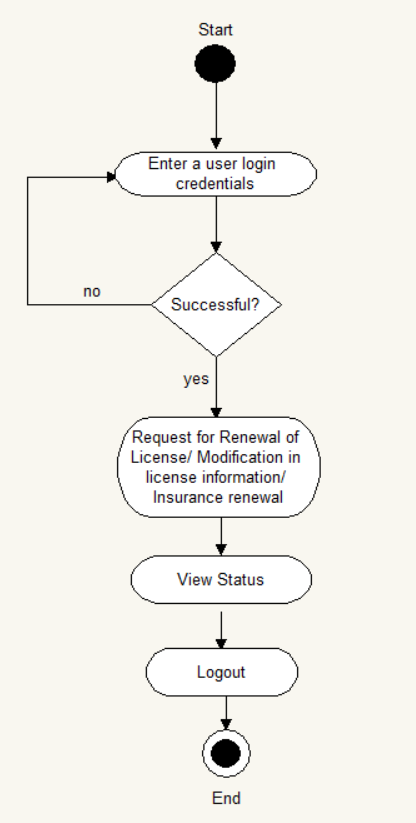 Start
Enter a user login
credentials
Successful?
no
yes
Request for Renewal of
License/ Modification in
license information/
Insurance renewal
View Status
Logout
End